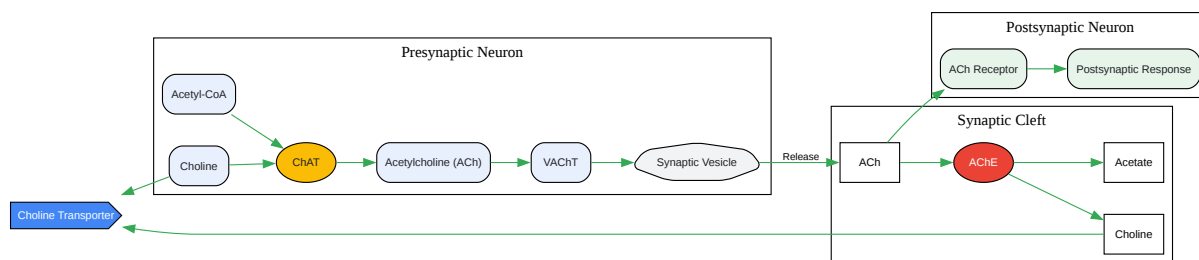 Postsynaptic Neuron
ACh Receptor
Postsynaptic Response
Presynaptic Neuron
Acetyl-CoA
Choline
ChAT
Acetylcholine (ACh)
VAChT
Synaptic Vesicle
Release
Synaptic Cleft
ACh
AChE
Acetate
Choline
Choline Transporter